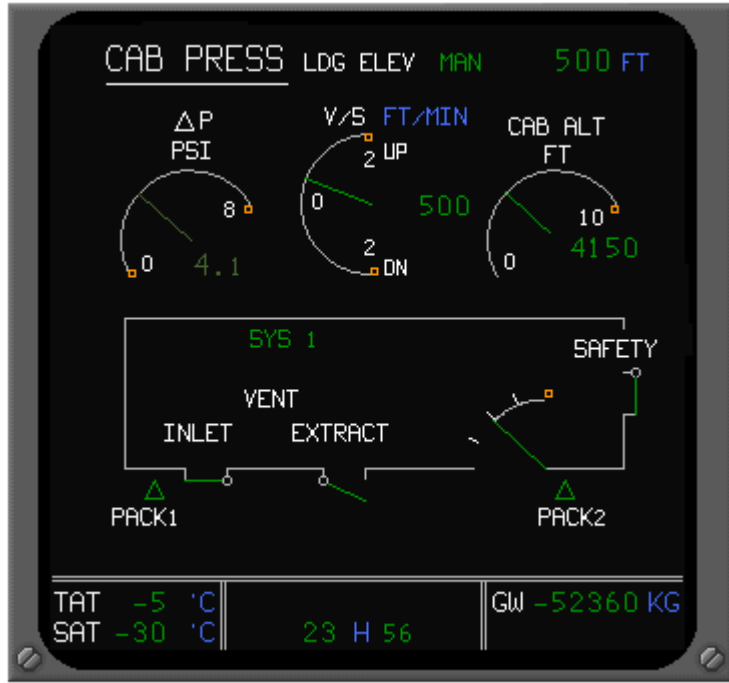 CAB PRESS LDG ELEV MAN 500 FT
△P
PSI
8
0
4.1
V/S FT/MIN
2 UP
0
500
2
DN
CAB ALT
FT
10
4150
0
SYS 1
SAFETY
VENT
INLET EXTRACT
PACK1 PACK2
TAT -5 °C
SAT -30 °C
23 H 56
GW -52360 KG